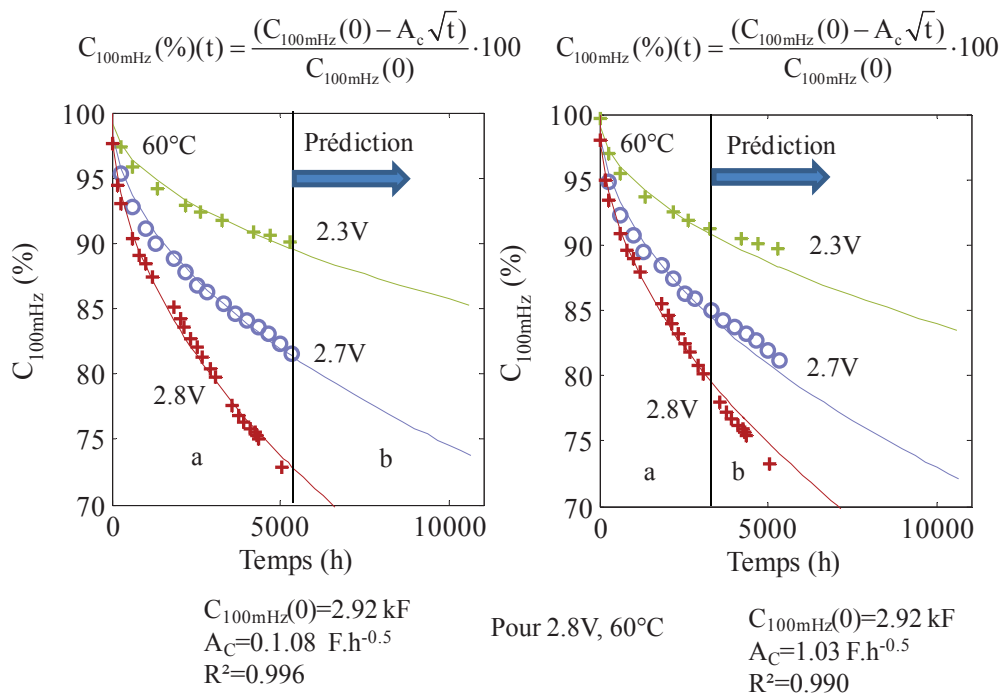 C100mHz(%)(t) = (C100mHz(0) − Ac √t) / C100mHz(0) ·100
C100mHz(%)(t) = (C100mHz(0) − Ac √t) / C100mHz(0) ·100
C100mHz (%)
100
95
90
85
80
75
70
60°C
Prédiction
2.3V
2.7V
2.8V
a
b
0
5000
10000
Temps (h)
C100mHz (%)
100
95
90
85
80
75
70
60°C
Prédiction
2.3V
2.7V
2.8V
a
b
0
5000
10000
Temps (h)
C100mHz(0)=2.92 kF
AC=0.1.08 F.h-0.5
R²=0.996
Pour 2.8V, 60°C
C100mHz(0)=2.92 kF
AC=1.03 F.h-0.5
R²=0.990